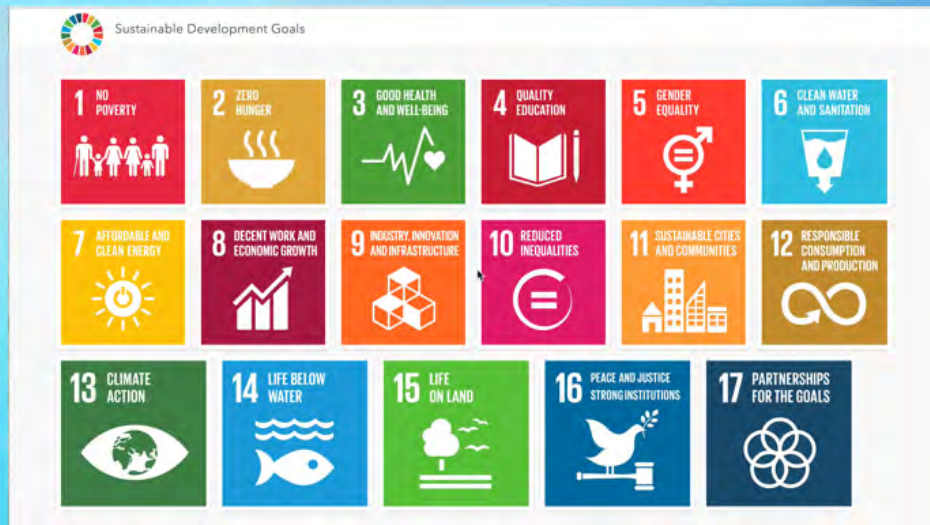 Sustainable Development Goals
1 NO
POVERTY
2 ZERO
HUNGER
3 GOOD HEALTH
AND WELL-BEING
4 QUALITY
EDUCATION
5 GENDER
EQUALITY
6 CLEAN WATER
AND SANITATION
7 AFFORDABLE AND
CLEAN ENERGY
8 DECENT WORK AND
ECONOMIC GROWTH
9 INDUSTRY, INNOVATION
AND INFRASTRUCTURE
10 REDUCED
INEQUALITIES
11 SUSTAINABLE CITIES
AND COMMUNITIES
12 RESPONSIBLE
CONSUMPTION
AND PRODUCTION
13 CLIMATE
ACTION
14 LIFE BELOW
WATER
15 LIFE
ON LAND
16 PEACE AND JUSTICE
STRONG INSTITUTIONS
17 PARTNERSHIPS
FOR THE GOALS